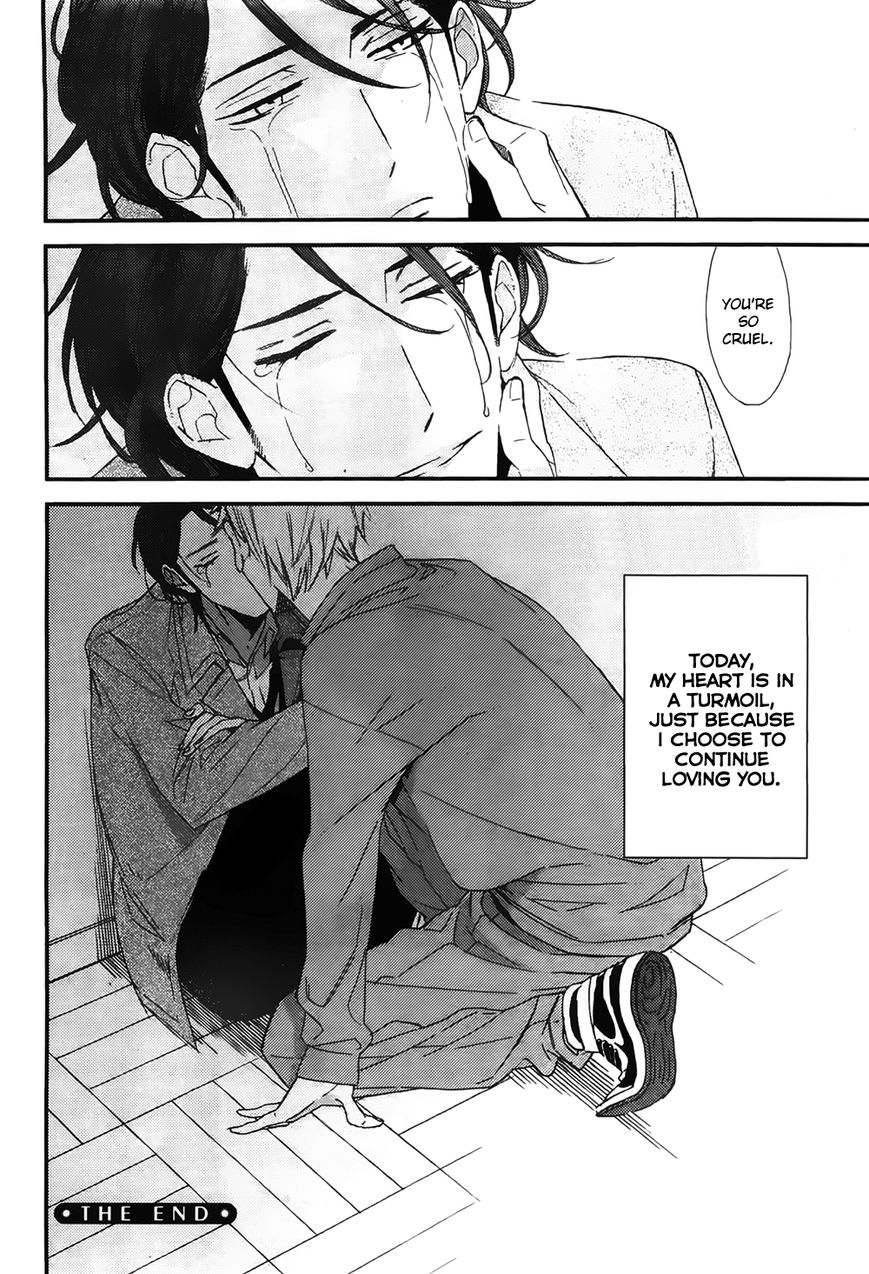 YOU'RE
SO
CRUEL.
TODAY,
MY HEART IS IN
A TURMOIL,
JUST BECAUSE
I CHOOSE TO
CONTINUE
LOVING YOU.
• THE END •